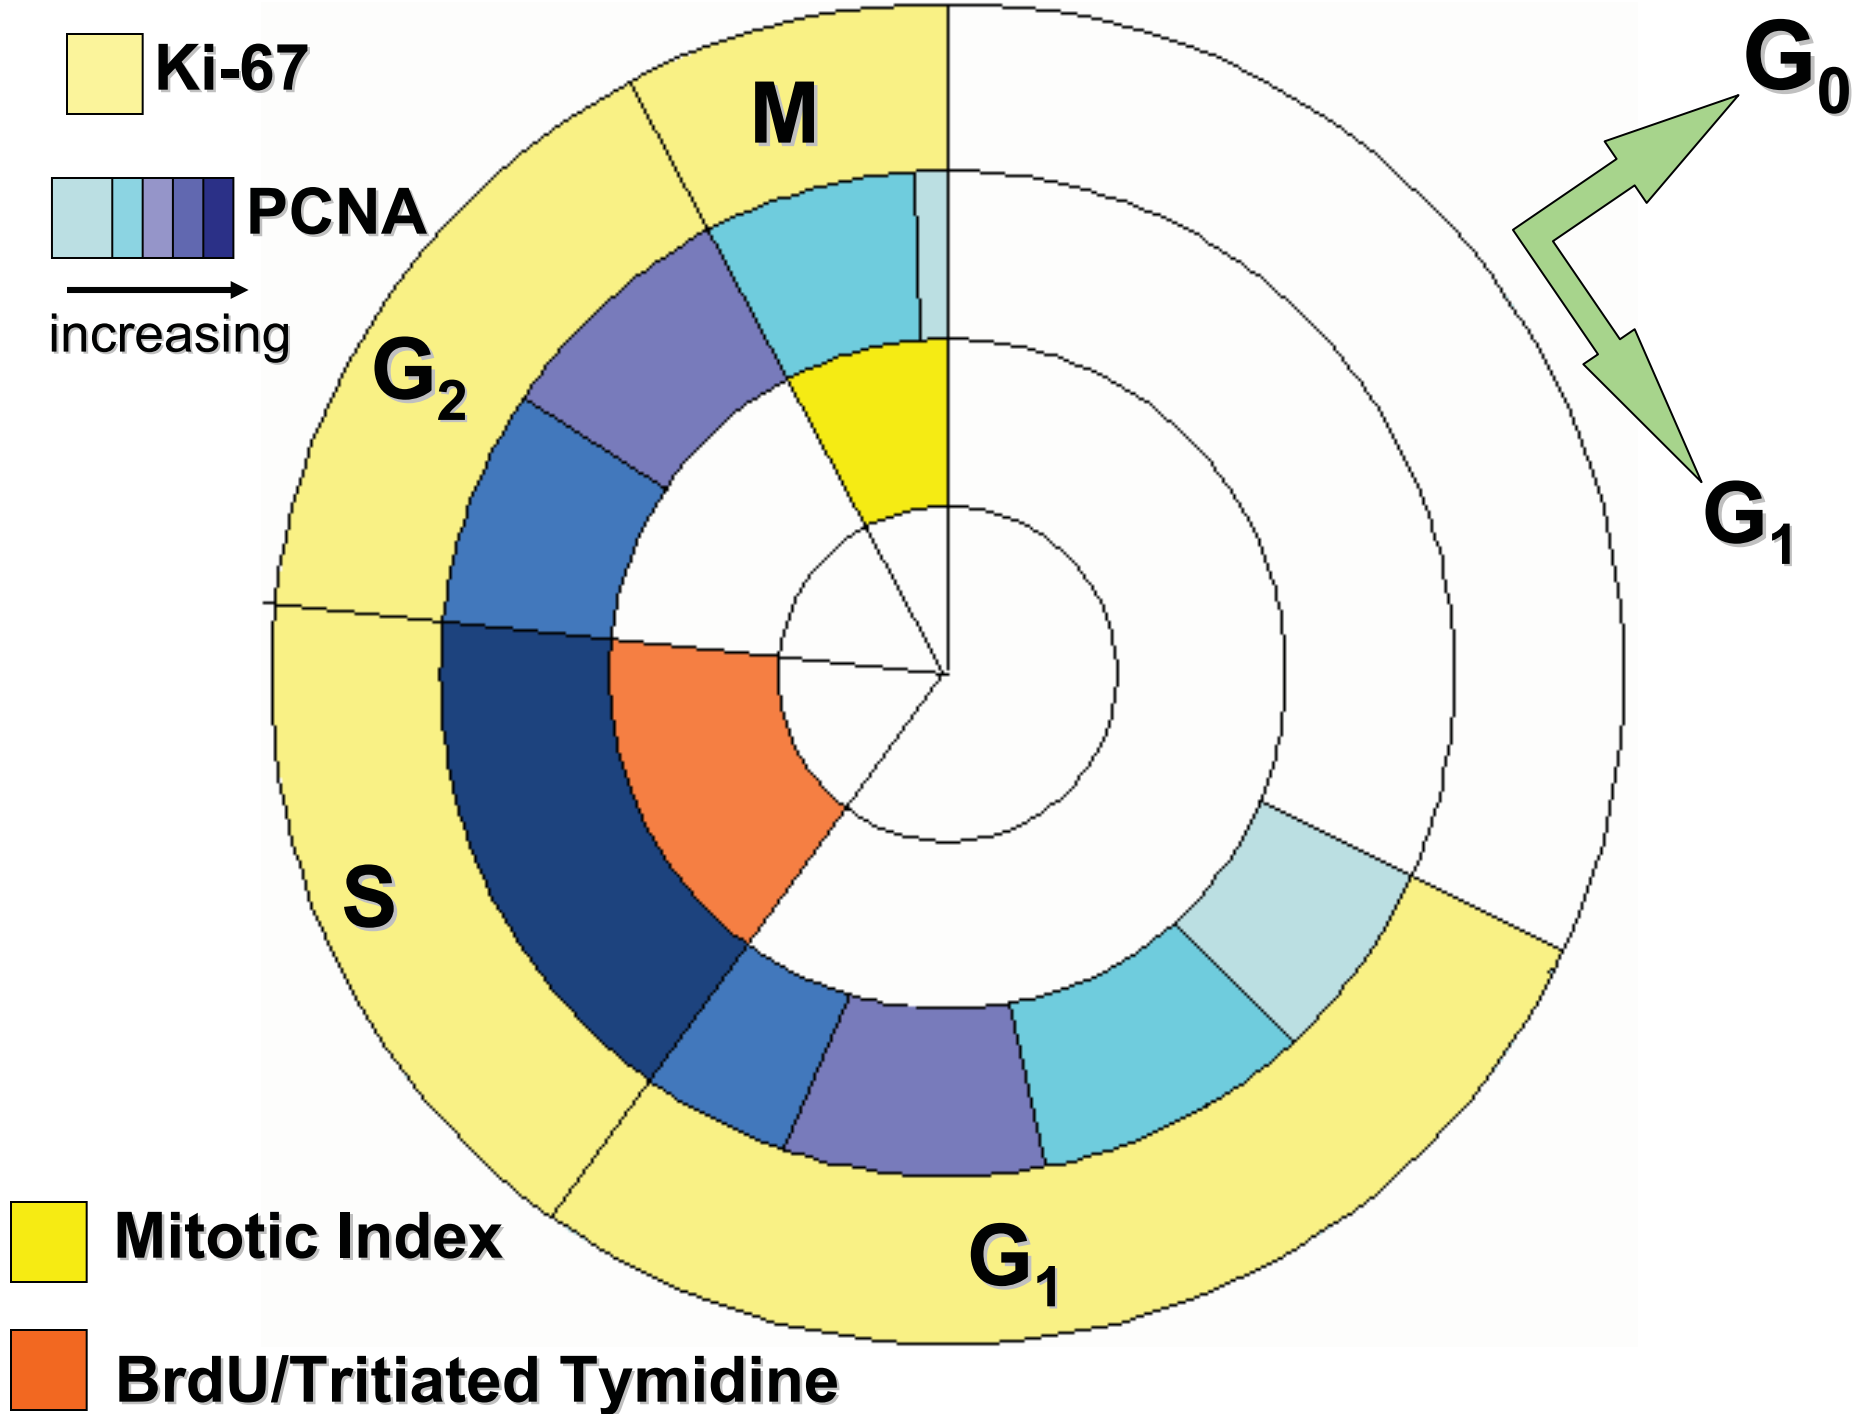 Ki-67
PCNA
increasing
M
G₂
S
G₁
G₀
G₁
Mitotic Index
BrdU/Tritiated Tymidine